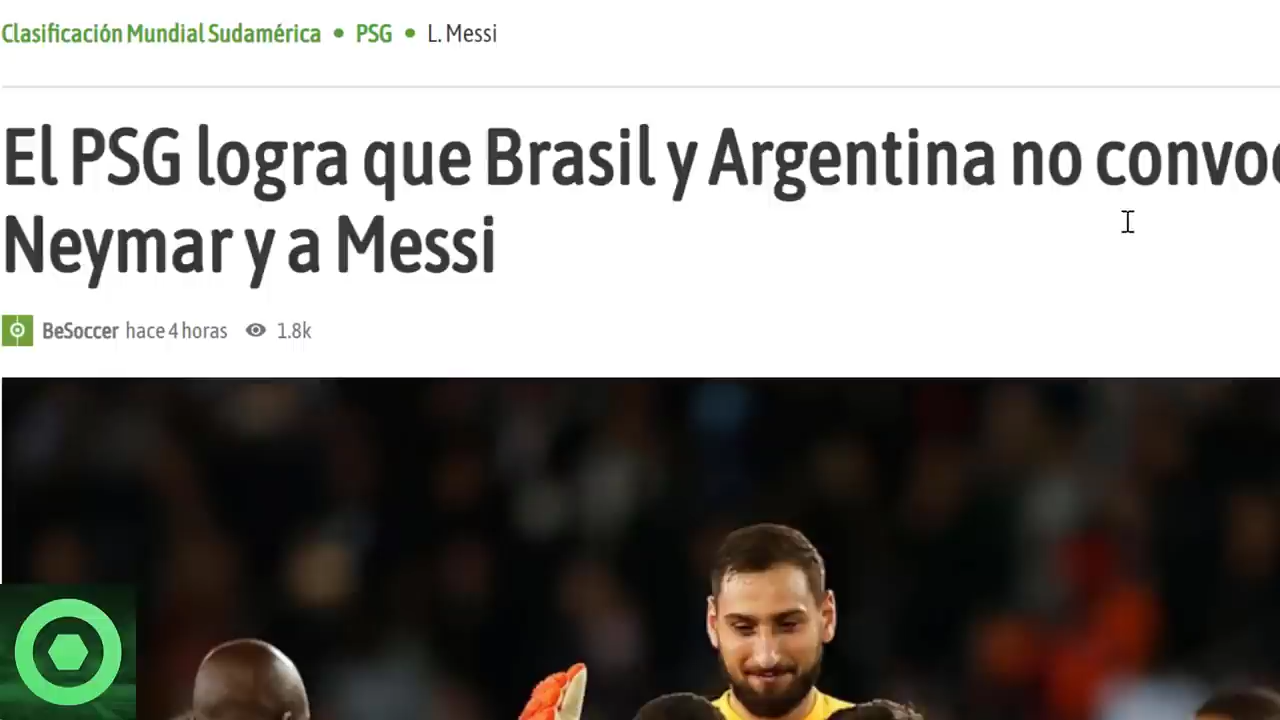 Clasificación Mundial Sudamérica • PSG • L. Messi
El PSG logra que Brasil y Argentina no
Neymar y a Messi
BeSoccer hace 4 horas 1.8k